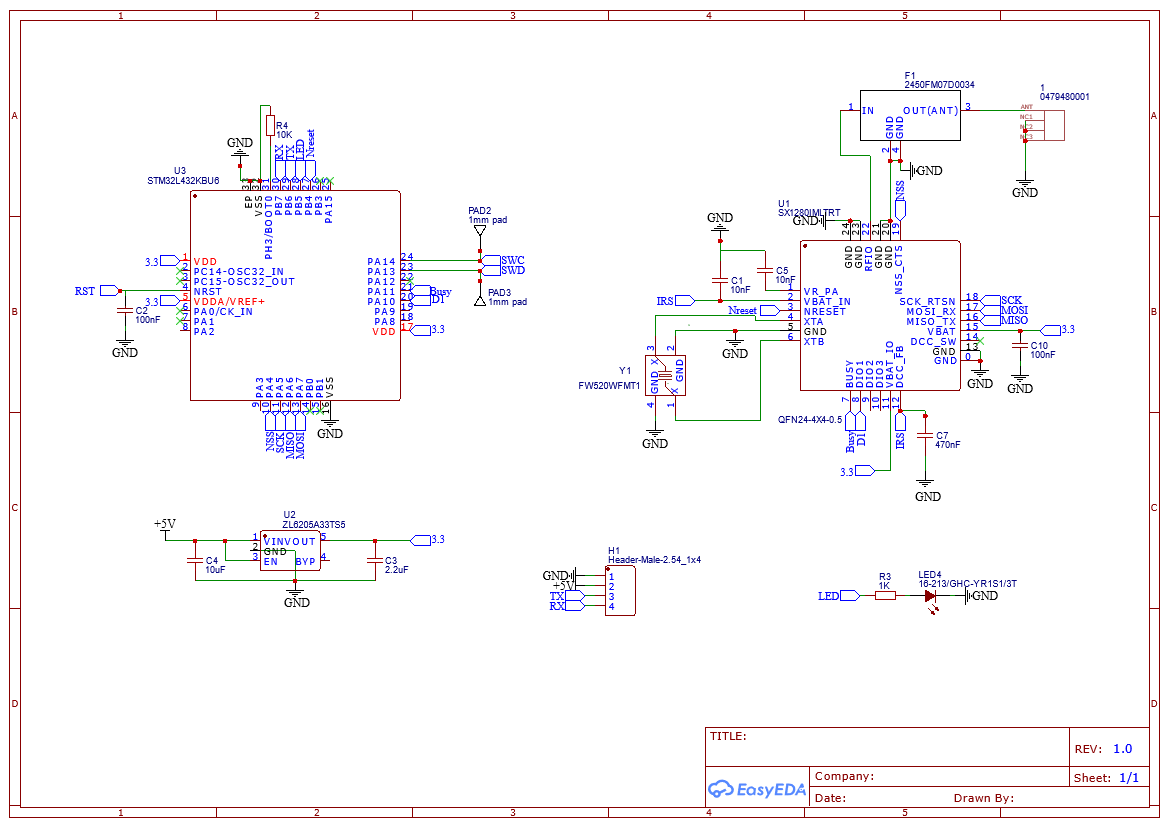 1 2 3 4 5
A
B
C
D
A
B
C
D
1 2 3 4 5
R4
10K
GND
RX
TX
LED
Nreset
U3
STM32L432KBU6
EP
VSS
PH3/BOOT0
PB7
PB6
PB5
PB4
PB3
PA15
31
30
29
28
27
26
25
3.3
1 VDD
2 PC14-OSC32_IN
3 PC15-OSC32_OUT
RST
4 NRST
3.3
5 VDDA/VREF+
6 PA0/CK_IN
7 PA1
8 PA2
C2
100nF
GND
PA14 24
PA13 23
PA12 22
PA11 21
PA10 20
PA9 19
PA8 18
VDD 17
SWC
SWD
Busy
D1
3.3
PAD2
1mm pad
PAD3
1mm pad
PA3
PA4
PA5
PA6
PA7
PB0
PB1
VSS
9
10
11
12
13
14
15
16
NSS
SCK
MISO
MOSI
GND
F1
2450FM07D0034
1 IN
OUT(ANT) 3
GND
GND
2
4
GND
1
0479480001
ANT
NC1
NC2
NC3
GND
NSS
U1
SX1280IMLTRT
GND
24
23
22
21
20
19
GND
GND
RFIO
GND
GND
NSS_CTS
GND
C1
10nF
C5
10nF
IRS
Nreset
1 VR_PA
2 VBAT_IN
3 NRESET
4 XTA
5 GND
6 XTB
GND
SCK_RTSN 18
MOSI_RX 17
MISO_TX 16
VBAT 15
DCC_SW 14
GND 13
GND 0
SCK
MOSI
MISO
3.3
C10
100nF
GND
GND
BUSY
DIO1
DIO2
DIO3
VBAT_IO
DCC_FB
7
8
9
10
11
12
QFN24-4X4-0.5
Busy
D1
IRS
3.3
C7
470nF
GND
Y1
FW520WFMT1
3
2
GND
X
GND
X
4
1
GND
+5V
U2
ZL6205A33TS5
1 VIN
VOUT 5
2 GND
3 EN
BYP 4
C4
10uF
C3
2.2uF
3.3
GND
H1
Header-Male-2.54_1x4
GND
+5V
TX
RX
1
2
3
4
LED
R3
1K
LED4
16-213/GHC-YR1S1/3T
GND
TITLE:
REV: 1.0
EasyEDA
Company:
Sheet: 1/1
Date:
Drawn By: